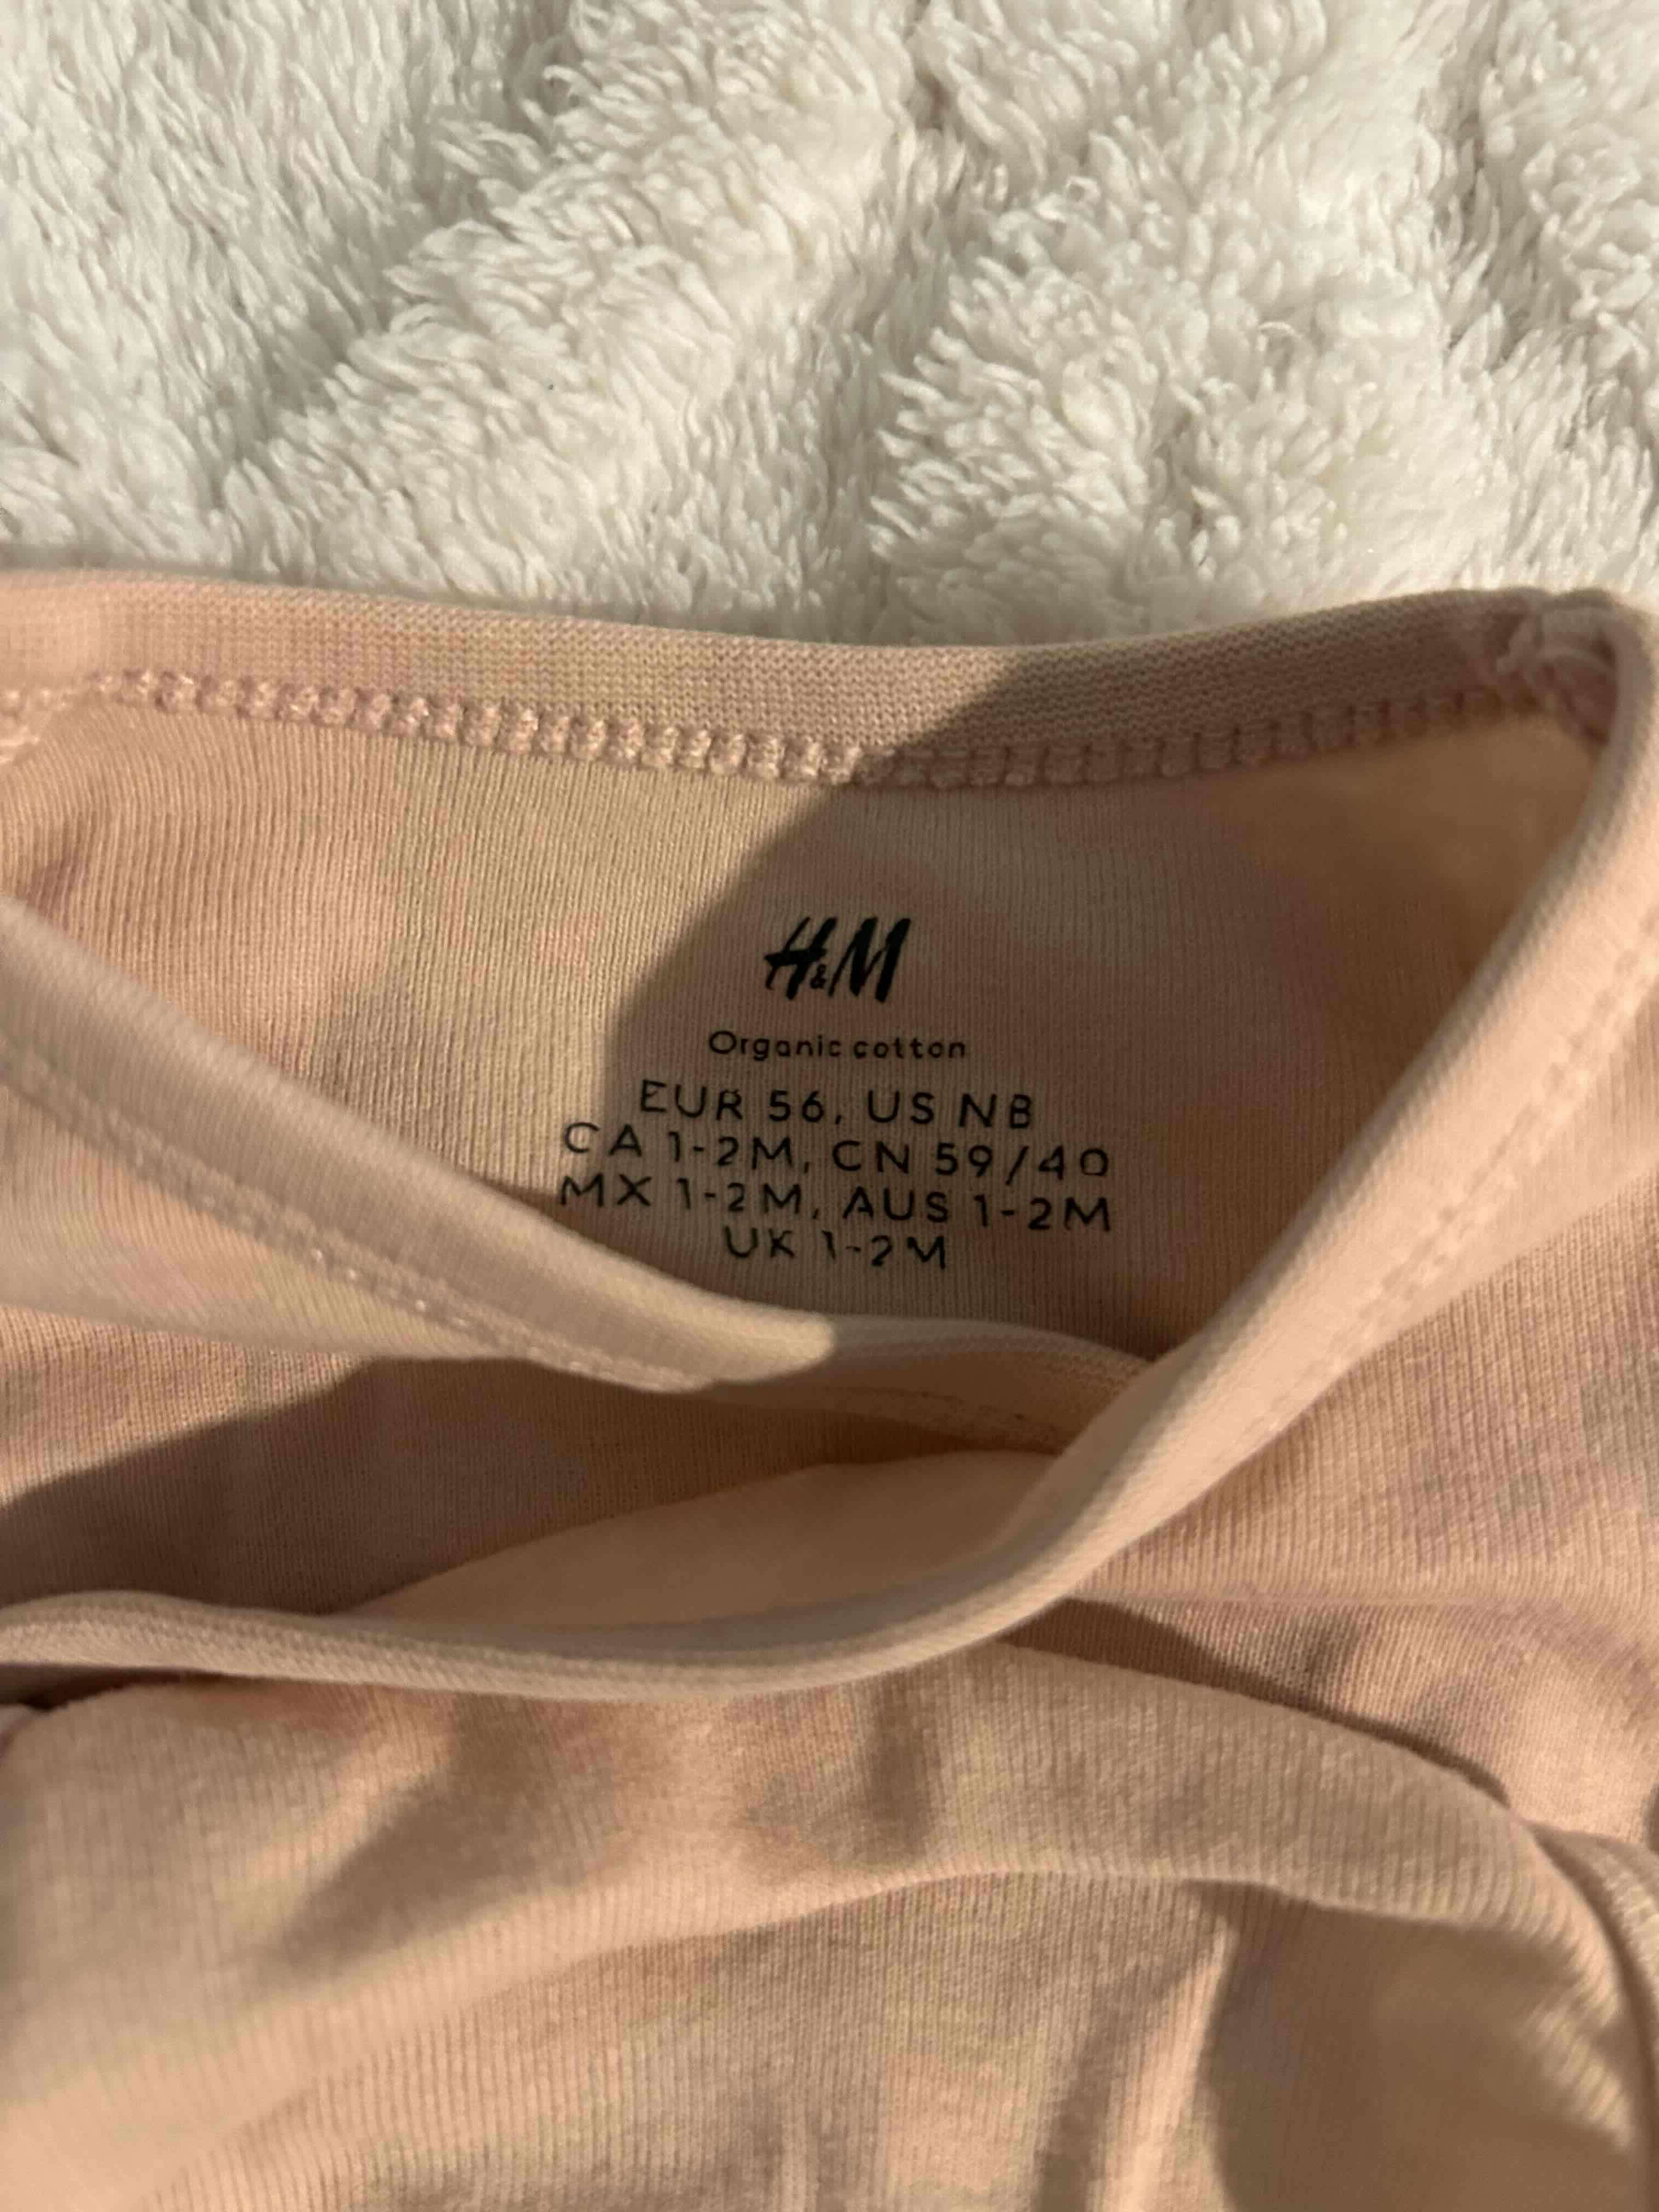 H&M
Organic cotton
EUR 56, US NB
CA 1-2M, CN 59/40
MX 1-2M, AUS 1-2M
UK 1-2M